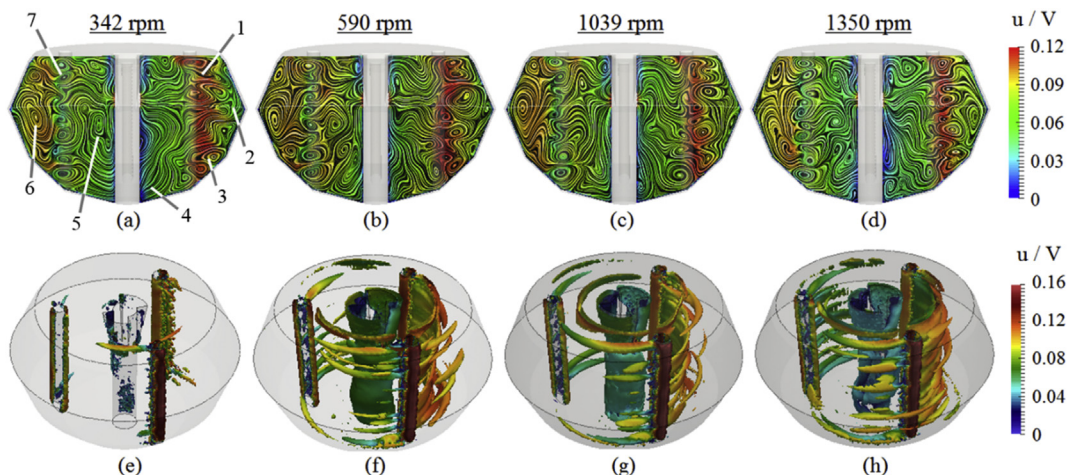 342 rpm 590 rpm 1039 rpm 1350 rpm u / V
7 1 0.12
0.09
0.06
6 2 0.03
5 4 3 0
(a) (b) (c) (d)
u / V
0.16
0.12
0.08
0.04
0
(e) (f) (g) (h)